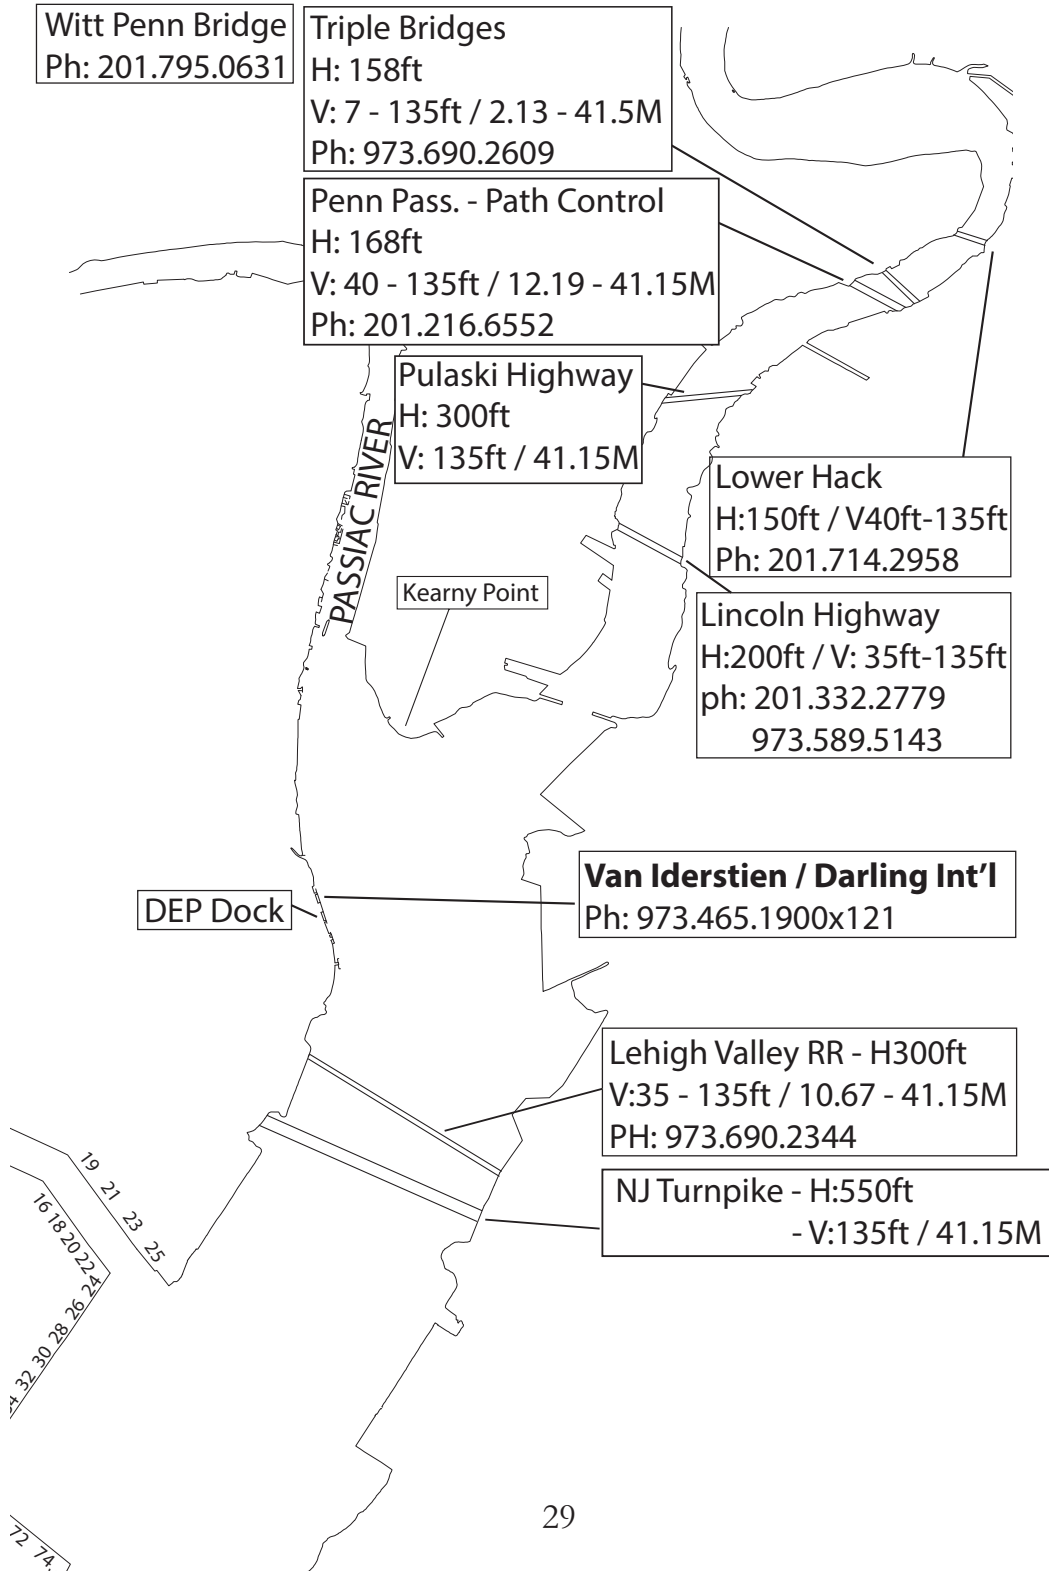 Witt Penn Bridge
Ph: 201.795.0631
Triple Bridges
H: 158ft
V: 7 - 135ft / 2.13 - 41.5M
Ph: 973.690.2609
Penn Pass. - Path Control
H: 168ft
V: 40 - 135ft / 12.19 - 41.15M
Ph: 201.216.6552
Pulaski Highway
H: 300ft
V: 135ft / 41.15M
Lower Hack
H:150ft / V40ft-135ft
Ph: 201.714.2958
PASSIAC RIVER
Kearny Point
Lincoln Highway
H:200ft / V: 35ft-135ft
ph: 201.332.2779
973.589.5143
Van Iderstien / Darling Int'l
Ph: 973.465.1900x121
DEP Dock
Lehigh Valley RR - H300ft
V:35 - 135ft / 10.67 - 41.15M
PH: 973.690.2344
NJ Turnpike - H:550ft
- V:135ft / 41.15M
19
21
23
25
16
18
20
22
24
26
28
30
32
72
74
29